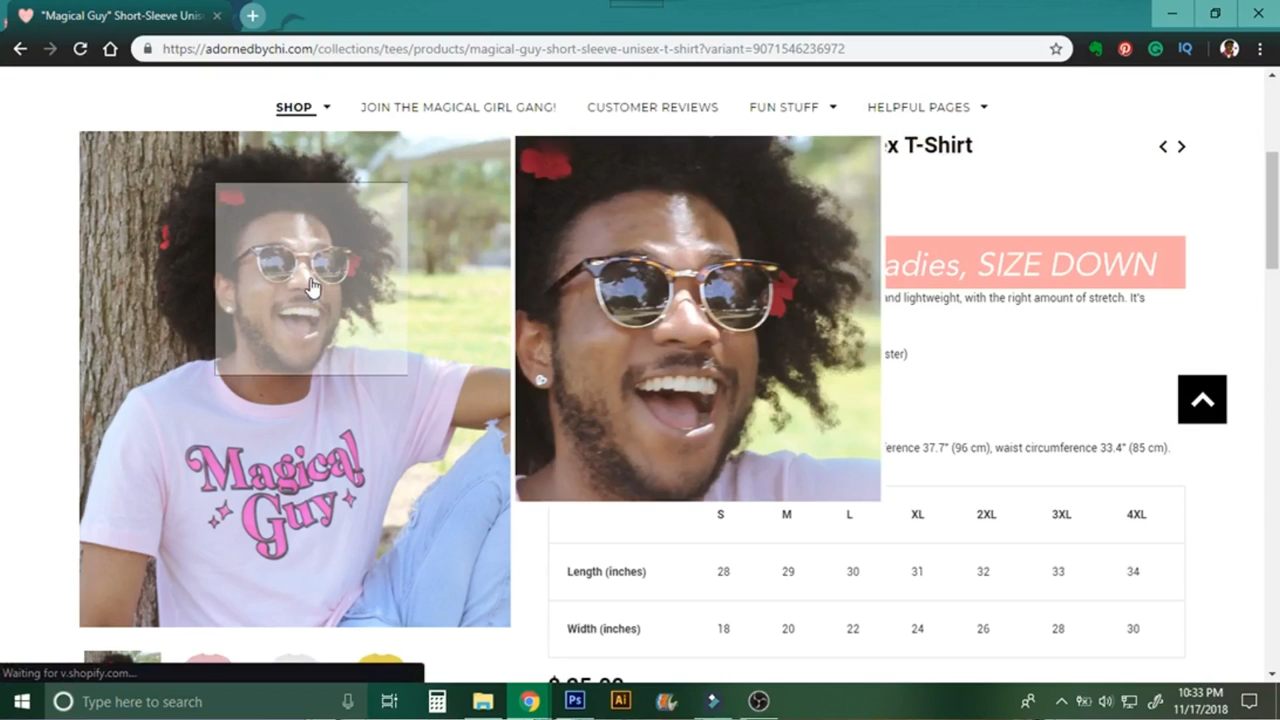 "Magical Guy" Short-Sleeve Unis
https://adornedbychi.com/collections/tees/products/magical-guy-short-sleeve-unisex-t-shirt?variant=9071546236972
SHOP JOIN THE MAGICAL GIRL GANG! CUSTOMER REVIEWS FUN STUFF HELPFUL PAGES
x T-Shirt
adies, SIZE DOWN
and lightweight, with the right amount of stretch. It's
ster)
ference 37.7" (96 cm), waist circumference 33.4" (85 cm).
Magical
Guy
S M L XL 2XL 3XL 4XL
Length (inches) 28 29 30 31 32 33 34
Width (inches) 18 20 22 24 26 28 30
Waiting for v.shopify.com...
Type here to search
Ps
Ai
10:33 PM
11/17/2018